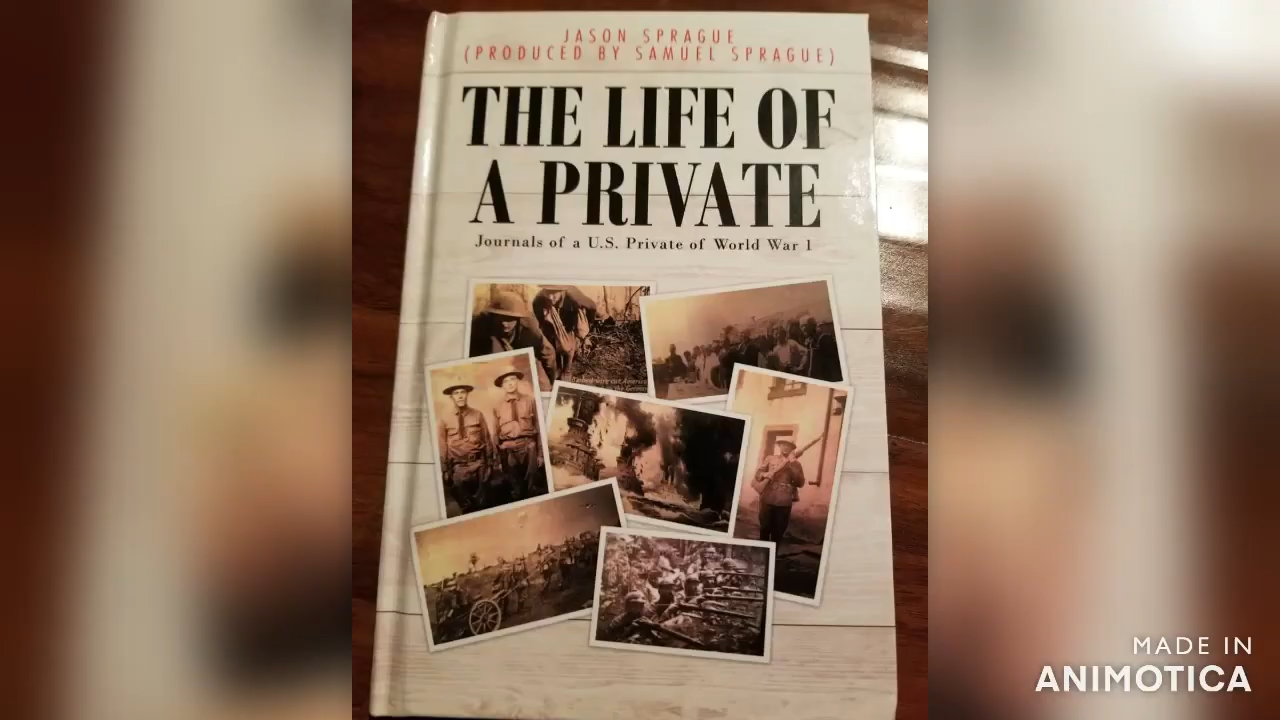 JASON SPRAGUE
(PRODUCED BY SAMUEL SPRAGUE)
THE LIFE OF
A PRIVATE
Journals of a U.S. Private of World War 1
MADE IN
ANIMOTICA